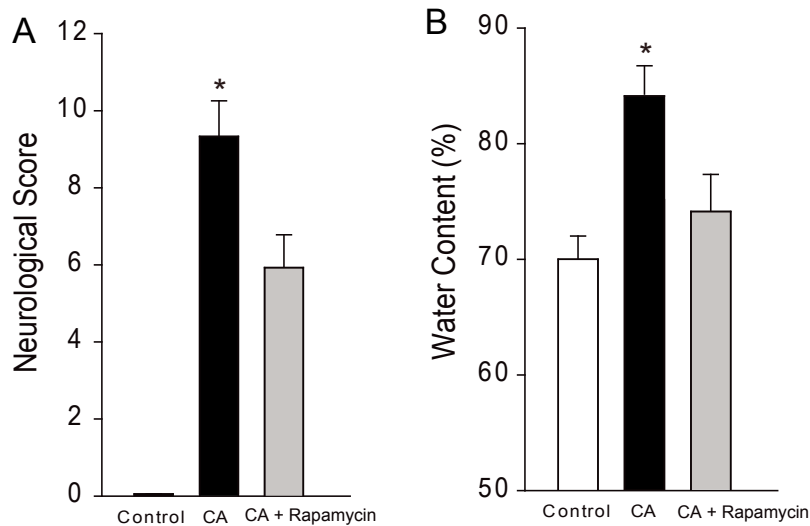 A
Neurological Score
12
10
8
6
4
2
0
*
Control CA CA + Rapamycin
B
Water Content (%)
90
80
70
60
50
*
Control CA CA + Rapamycin